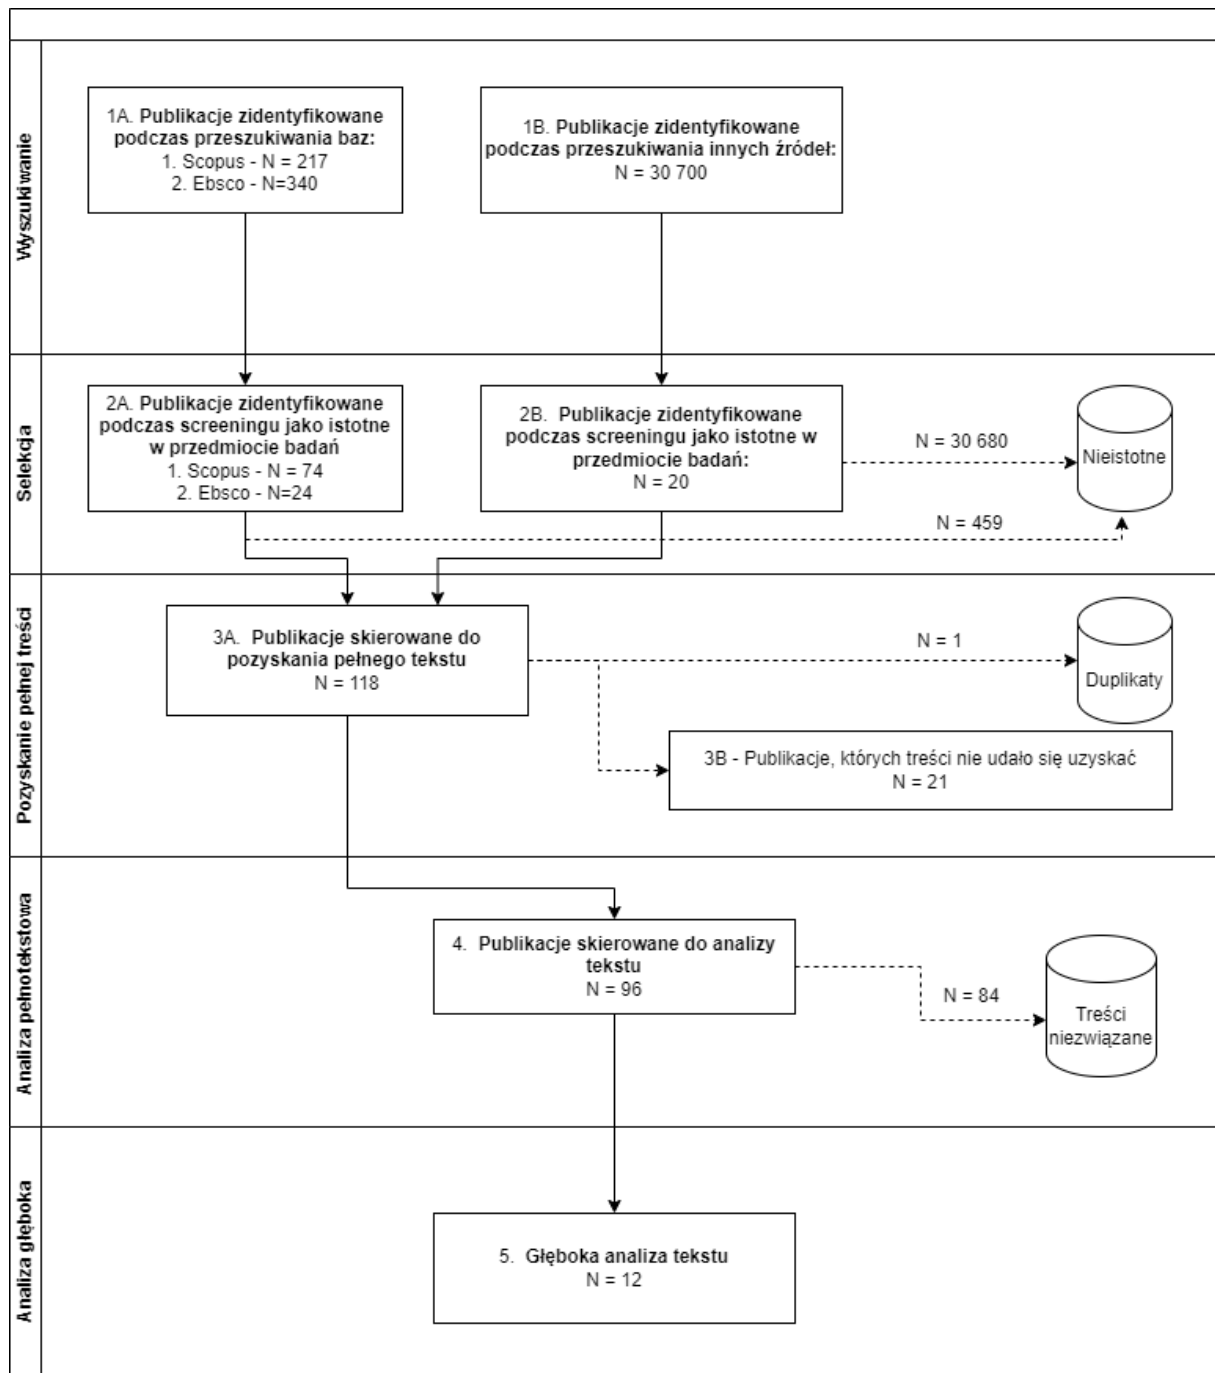 Wyszukiwanie
1A. Publikacje zidentyfikowane
podczas przeszukiwania baz:
1. Scopus - N = 217
2. Ebsco - N=340
1B. Publikacje zidentyfikowane
podczas przeszukiwania innych źródeł:
N = 30 700
Selekcja
2A. Publikacje zidentyfikowane
podczas screeningu jako istotne
w przedmiocie badań
1. Scopus - N = 74
2. Ebsco - N=24
2B. Publikacje zidentyfikowane
podczas screeningu jako istotne w
przedmiocie badań:
N = 20
N = 30 680
Nieistotne
N = 459
Pozyskanie pełnej treści
3A. Publikacje skierowane do
pozyskania pełnego tekstu
N = 118
N = 1
Duplikaty
3B - Publikacje, których treści nie udało się uzyskać
N = 21
Analiza pełnotekstowa
4. Publikacje skierowane do analizy
tekstu
N = 96
N = 84
Treści
niezwiązane
Analiza głęboka
5. Głęboka analiza tekstu
N = 12